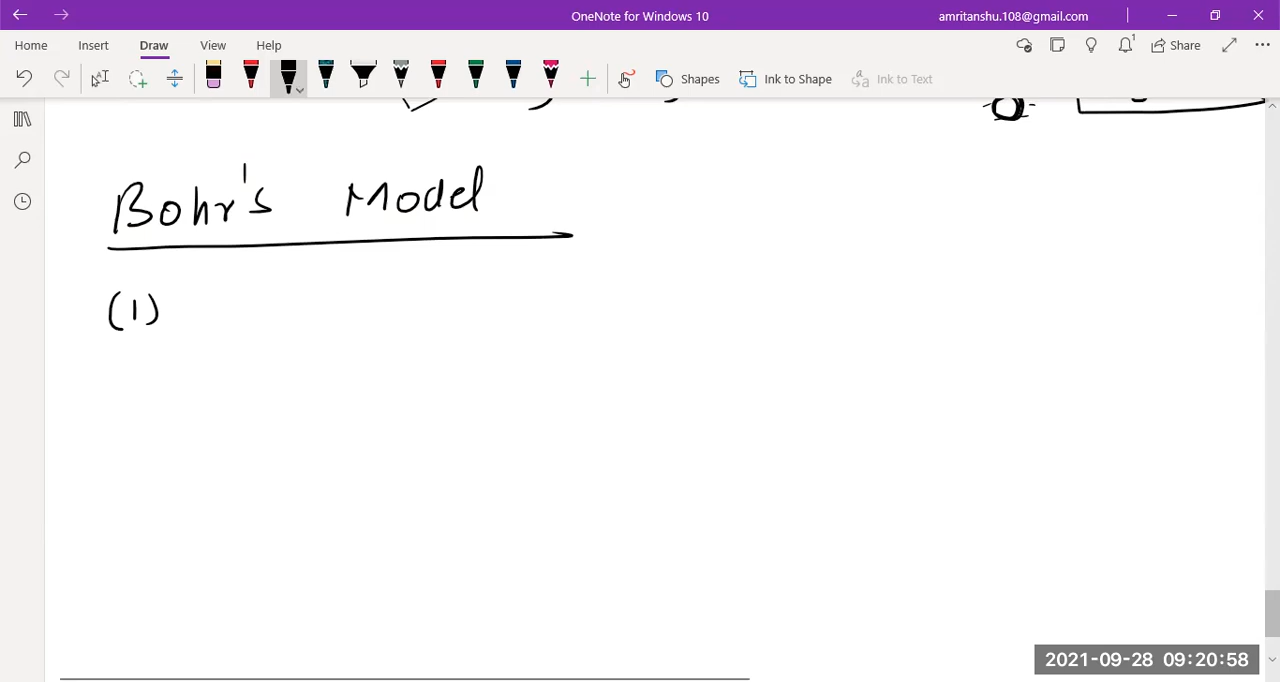 OneNote for Windows 10
amritanshu.108@gmail.com
Home Insert Draw View Help
1 Share
Shapes Ink to Shape Ink to Text
Bohr's Model
(1)
2021-09-28 09:20:58